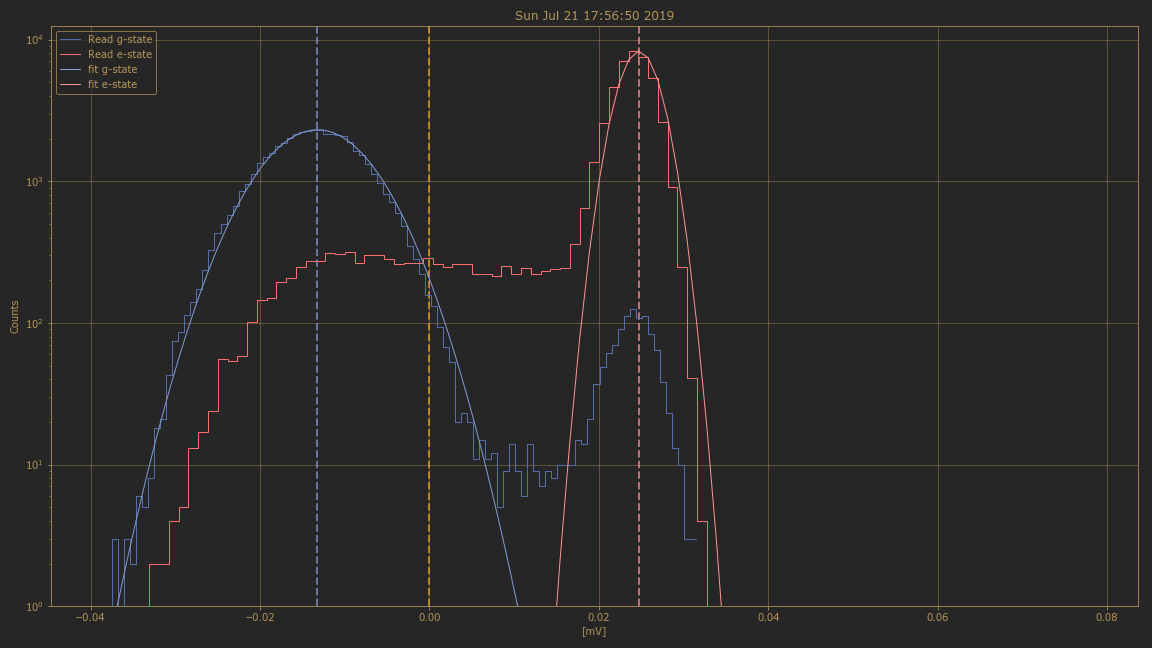 Sun Jul 21 17:56:50 2019
Read g-state
Read e-state
fit g-state
fit e-state
Counts
10⁴
10³
10²
10¹
10⁰
−0.04
−0.02
0.00
0.02
0.04
0.06
0.08
[mV]